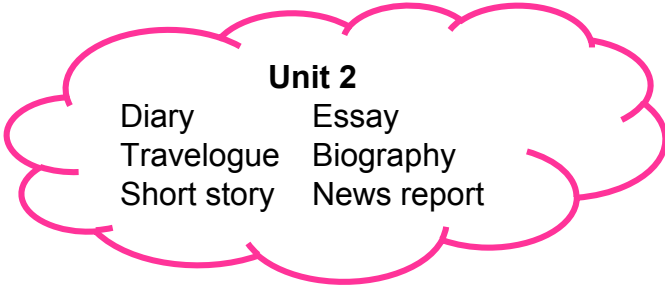 Unit 2
Diary Essay
Travelogue Biography
Short story News report